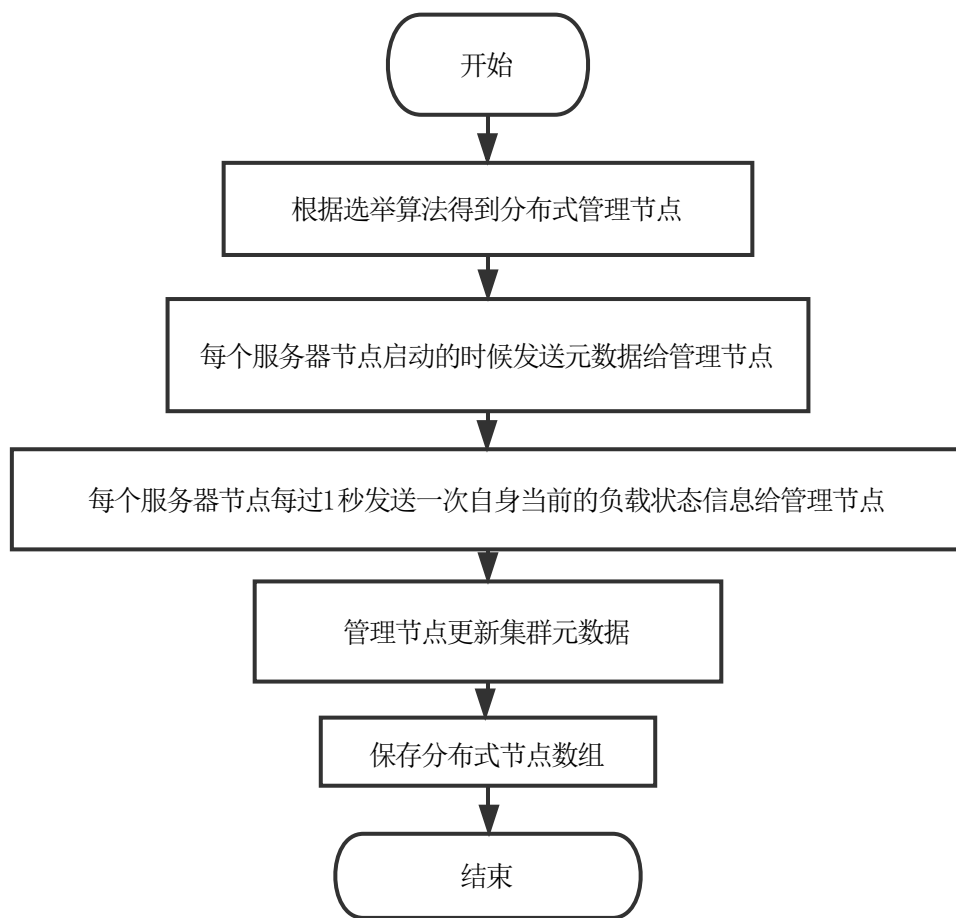 开始
根据选举算法得到分布式管理节点
每个服务器节点启动的时候发送元数据给管理节点
每个服务器节点每过1秒发送一次自身当前的负载状态信息给管理节点
管理节点更新集群元数据
保存分布式节点数组
结束